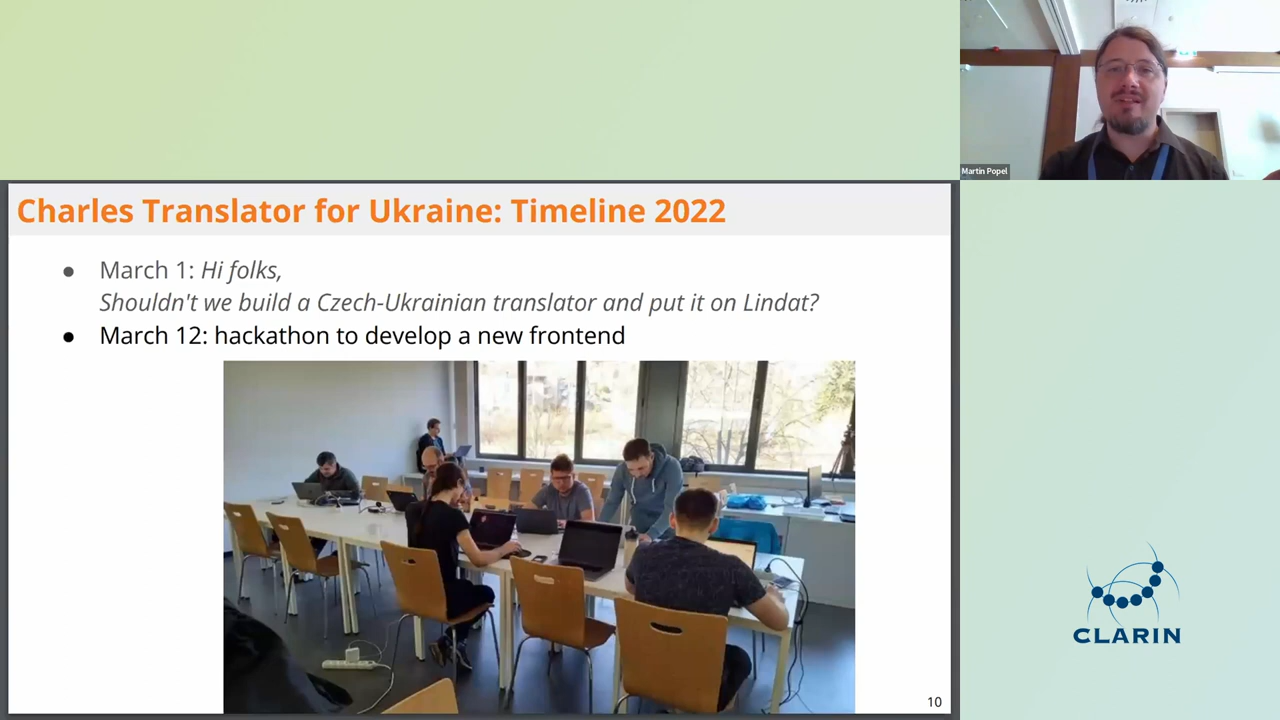 Martin Popel
Charles Translator for Ukraine: Timeline 2022
● March 1: Hi folks,
Shouldn't we build a Czech-Ukrainian translator and put it on Lindat?
● March 12: hackathon to develop a new frontend
10
CLARIN